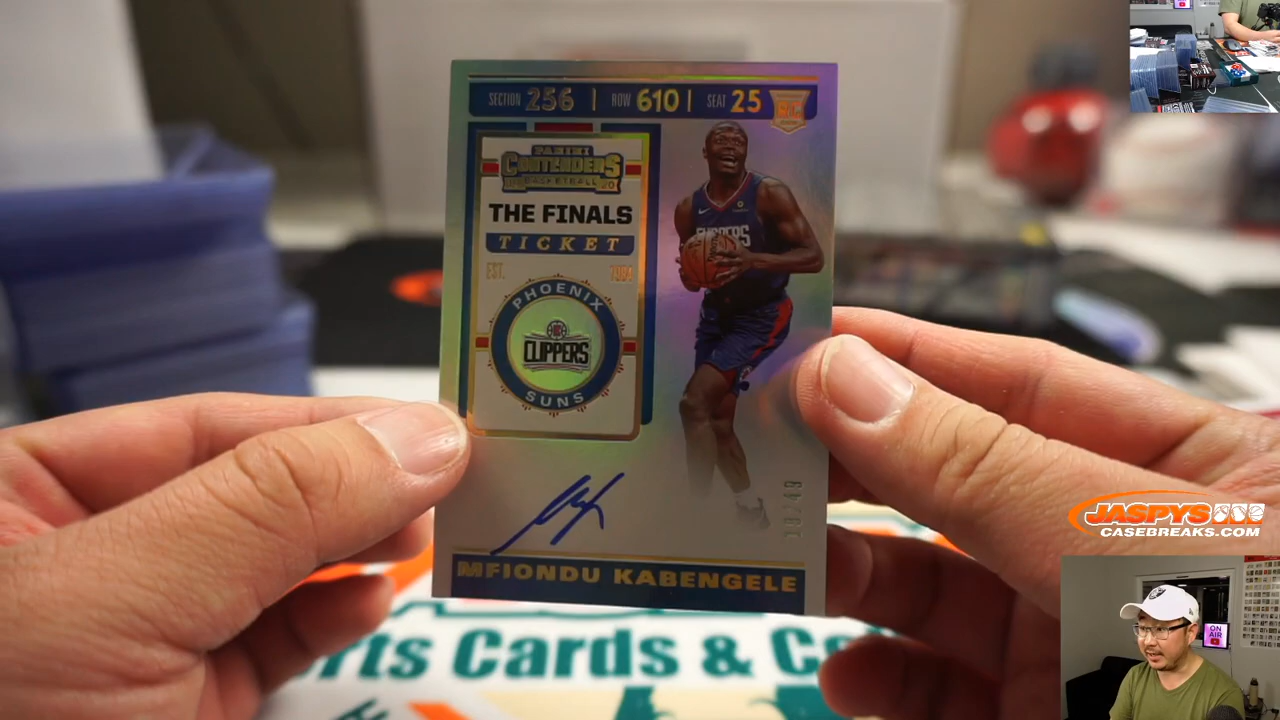 SECTION 256 | ROW 610 | SEAT 25
PANINI
CONTENDERS
BASKETBALL
THE FINALS
TICKET
EST.
PHOENIX
CLIPPERS
SUNS
CLIPPERS
MFIONDU KABENGELE
rts Cards & Co
JASPYS
CASEBREAKS.COM
ON
AIR